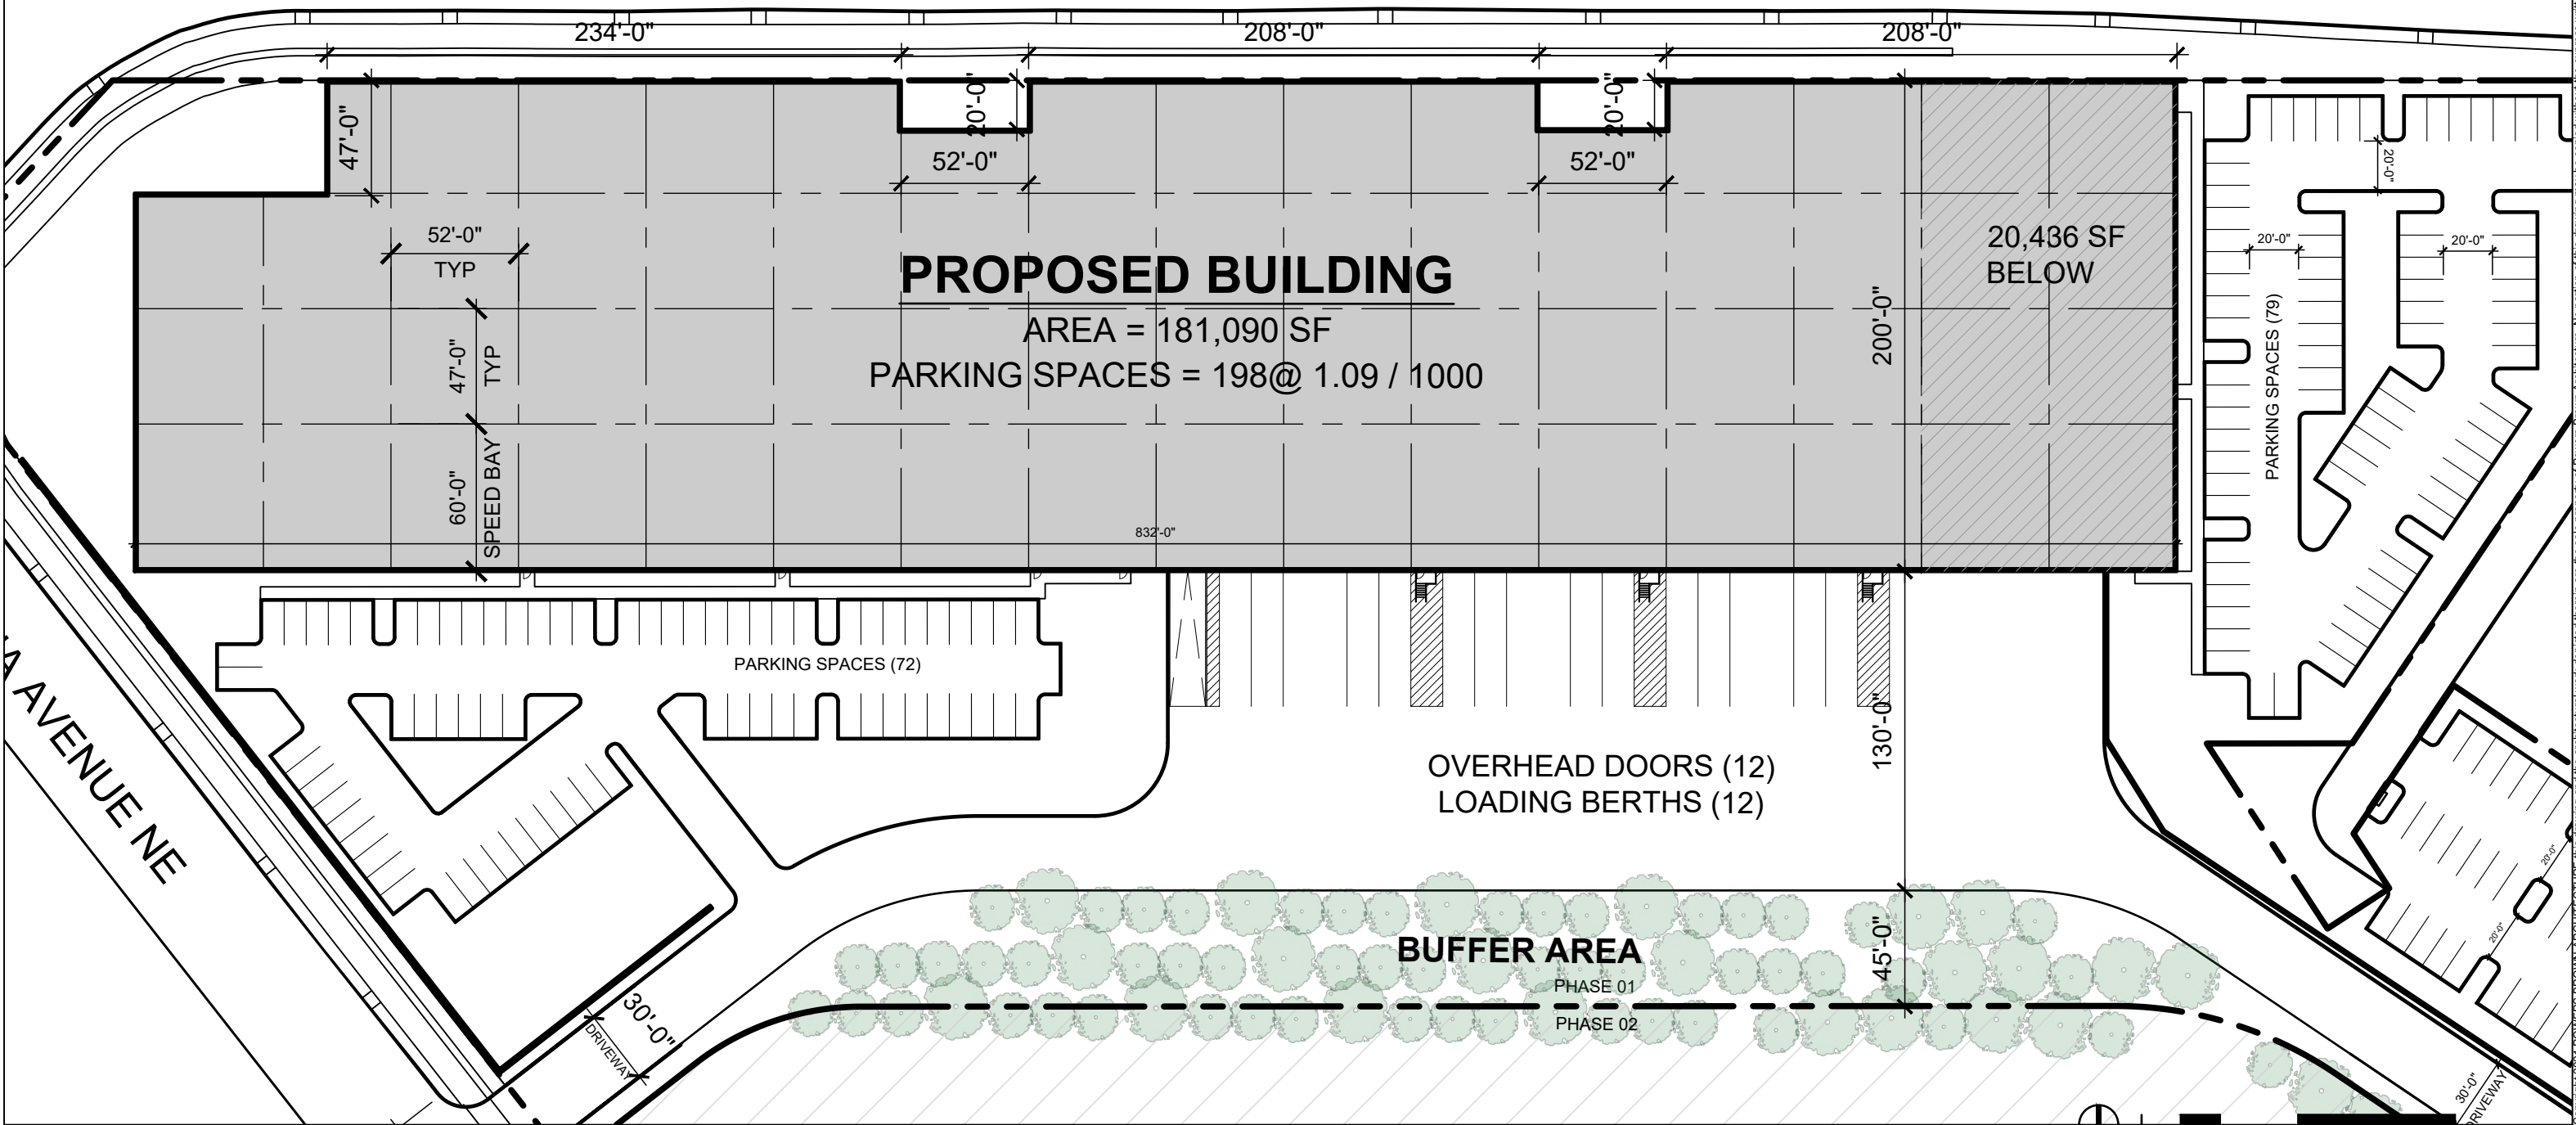 234'-0"
208'-0"
208'-0"
47'-0"
20'-0"
20'-0"
52'-0"
52'-0"
20'-0"
52'-0"
TYP
PROPOSED BUILDING
AREA = 181,090 SF
PARKING SPACES = 198@ 1.09 / 1000
20,436 SF
BELOW
20'-0"
20'-0"
47'-0"
TYP
200'-0"
PARKING SPACES (79)
60'-0"
SPEED BAY
832'-0"
PARKING SPACES (72)
A AVENUE NE
130'-0"
OVERHEAD DOORS (12)
LOADING BERTHS (12)
20'-0"
20'-0"
BUFFER AREA
45'-0"
PHASE 01
PHASE 02
30'-0"
DRIVEWAY
30'-0"
DRIVEWAY